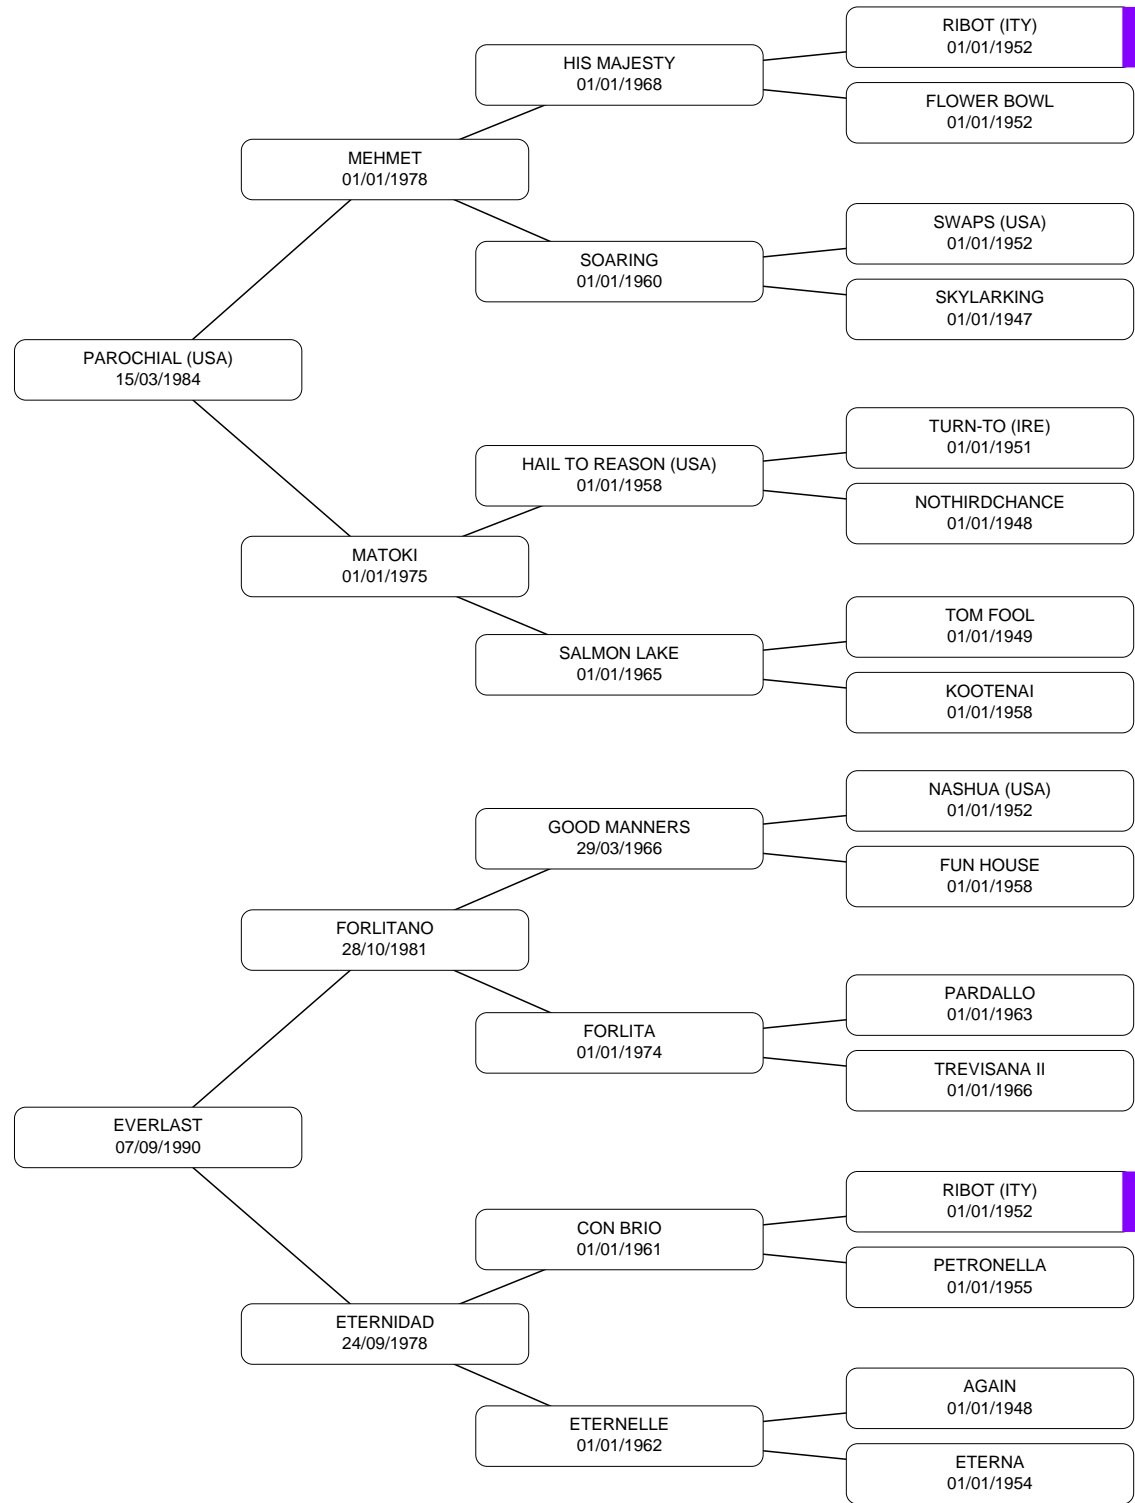 RIBOT (ITY)
01/01/1952
HIS MAJESTY
01/01/1968
FLOWER BOWL
01/01/1952
MEHMET
01/01/1978
SWAPS (USA)
01/01/1952
SOARING
01/01/1960
SKYLARKING
01/01/1947
PAROCHIAL (USA)
15/03/1984
TURN-TO (IRE)
01/01/1951
HAIL TO REASON (USA)
01/01/1958
NOTHIRDCHANCE
01/01/1948
MATOKI
01/01/1975
TOM FOOL
01/01/1949
SALMON LAKE
01/01/1965
KOOTENAI
01/01/1958
NASHUA (USA)
01/01/1952
GOOD MANNERS
29/03/1966
FUN HOUSE
01/01/1958
FORLITANO
28/10/1981
PARDALLO
01/01/1963
FORLITA
01/01/1974
TREVISANA II
01/01/1966
EVERLAST
07/09/1990
RIBOT (ITY)
01/01/1952
CON BRIO
01/01/1961
PETRONELLA
01/01/1955
ETERNIDAD
24/09/1978
AGAIN
01/01/1948
ETERNELLE
01/01/1962
ETERNA
01/01/1954